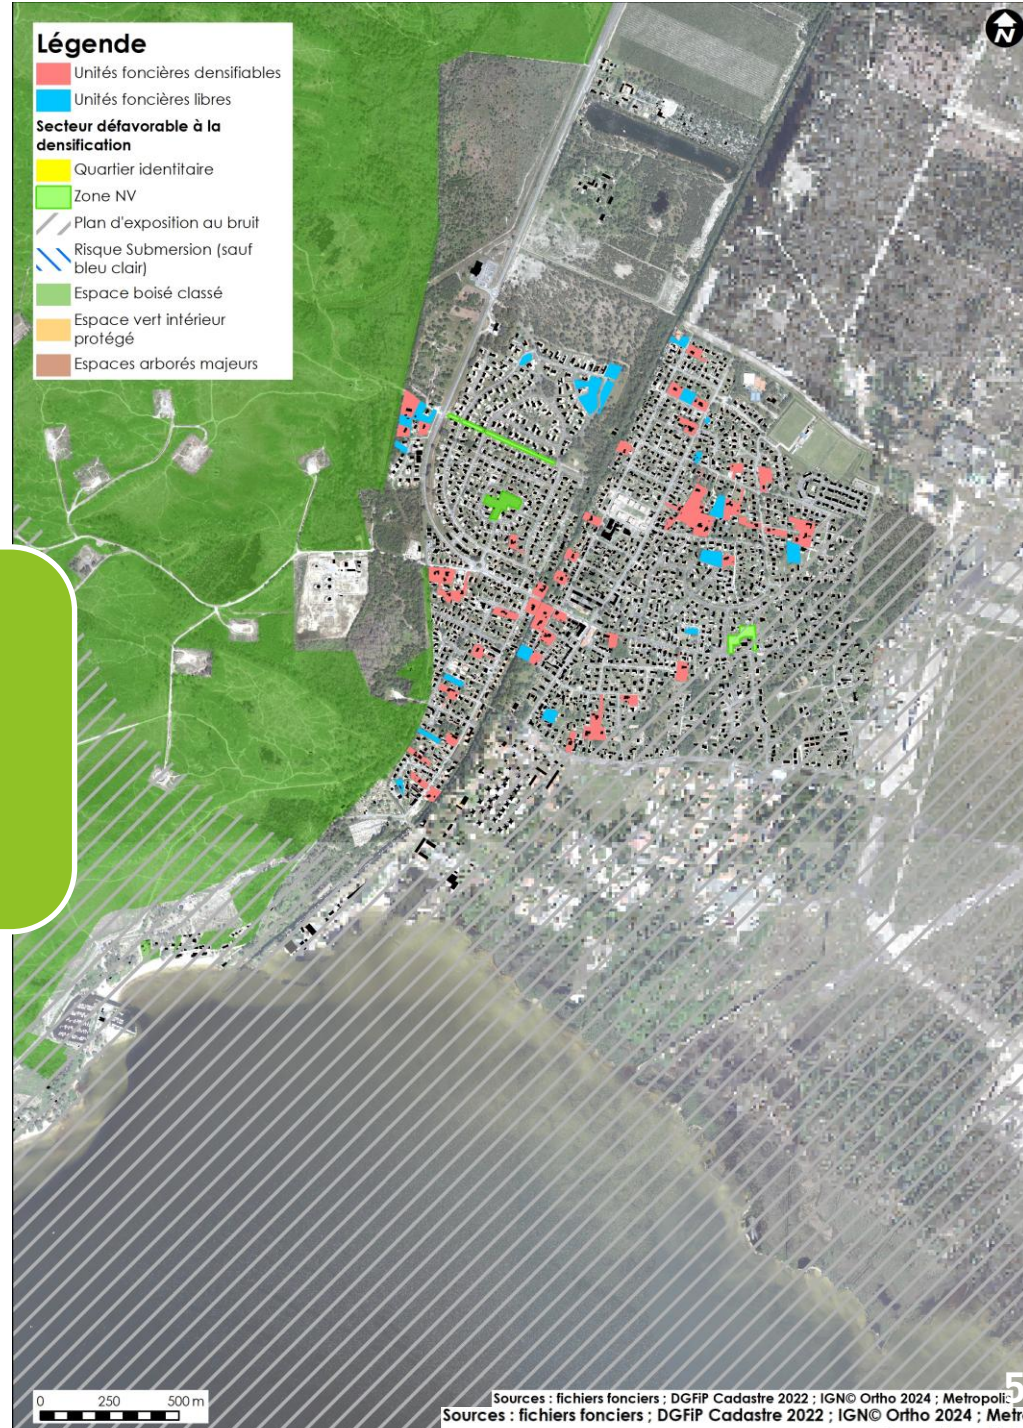 N
Légende
Unités foncières densifiables
Unités foncières libres
Secteur défavorable à la
densification
Quartier identitaire
Zone NV
Plan d'exposition au bruit
Risque Submersion (sauf
bleu clair)
Espace boisé classé
Espace vert intérieur
protégé
Espaces arborés majeurs
0 250 500 m
5
Sources : fichiers fonciers ; DGFiP Cadastre 2022 ; IGN© Ortho 2024 ; Metropolis
Sources : fichiers fonciers ; DGFiP Cadastre 2022 ; IGN© Ortho 2024 ; Metr